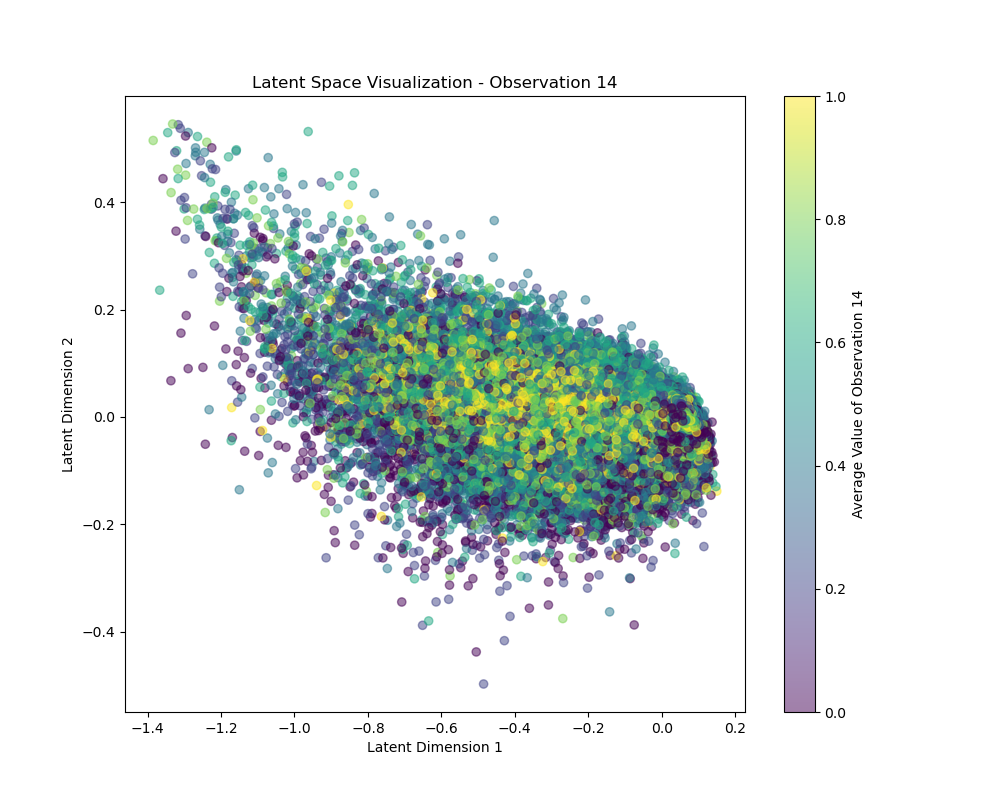 Latent Space Visualization - Observation 14
0.4
0.2
0.0
−0.2
−0.4
Latent Dimension 2
−1.4 −1.2 −1.0 −0.8 −0.6 −0.4 −0.2 0.0 0.2
Latent Dimension 1
1.0
0.8
0.6
0.4
0.2
0.0
Average Value of Observation 14